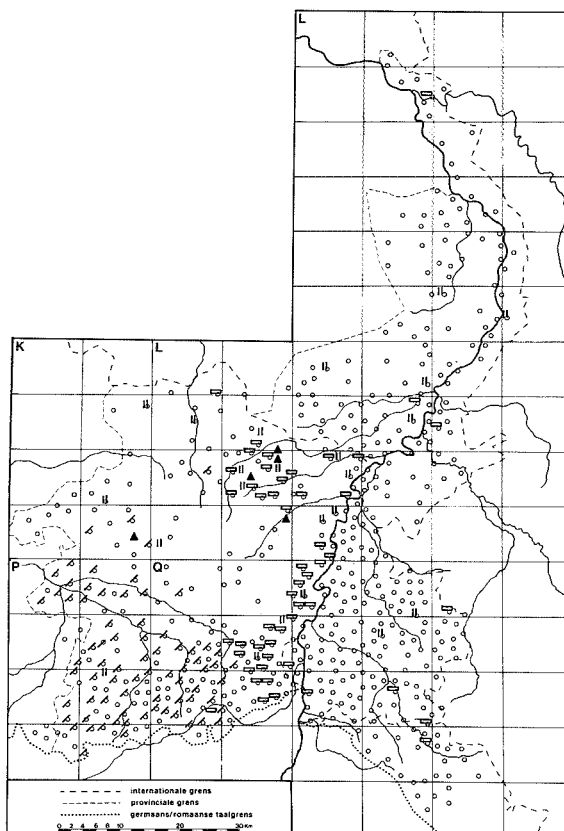 L
K L
P Q
internationale grens
provinciale grens
germaans/romaanse taalgrens
0 2 4 6 8 10 20 30 Km